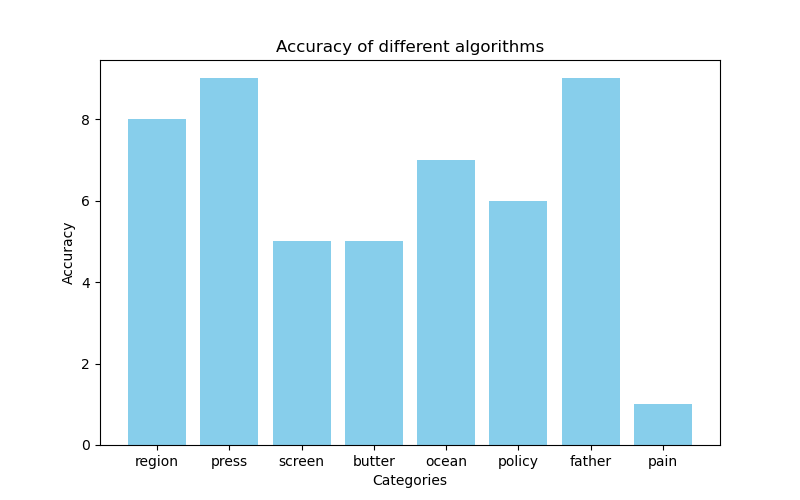 Accuracy of different algorithms
8
6
4
2
0
Accuracy
region press screen butter ocean policy father pain
Categories